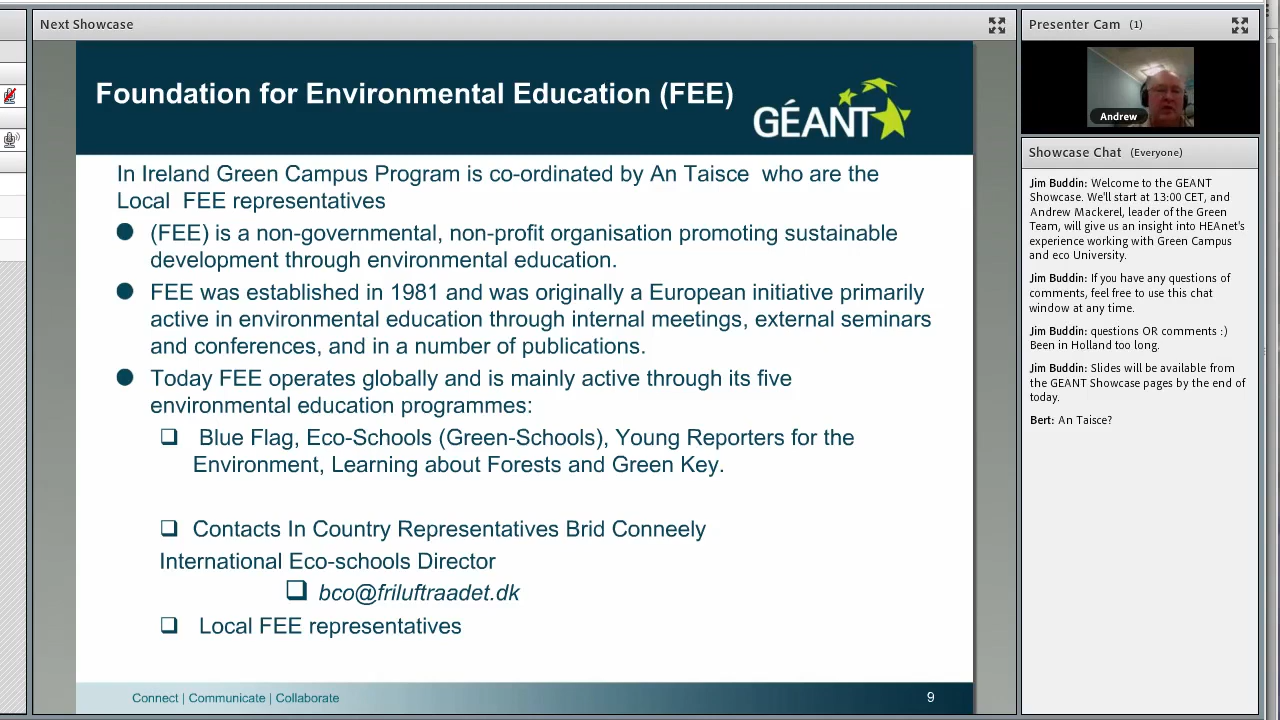 Next Showcase
Foundation for Environmental Education (FEE)
GÉANT
In Ireland Green Campus Program is co-ordinated by An Taisce who are the
Local FEE representatives
(FEE) is a non-governmental, non-profit organisation promoting sustainable
development through environmental education.
FEE was established in 1981 and was originally a European initiative primarily
active in environmental education through internal meetings, external seminars
and conferences, and in a number of publications.
Today FEE operates globally and is mainly active through its five
environmental education programmes:
Blue Flag, Eco-Schools (Green-Schools), Young Reporters for the
Environment, Learning about Forests and Green Key.
Contacts In Country Representatives Brid Conneely
International Eco-schools Director
bco@friluftraadet.dk
Local FEE representatives
Connect | Communicate | Collaborate
9
Presenter Cam (1)
Andrew
Showcase Chat (Everyone)
Jim Buddin: Welcome to the GEANT
Showcase. We'll start at 13:00 CET, and
Andrew Mackerel, leader of the Green
Team, will give us an insight into HEAnet's
experience working with Green Campus
and eco University.
Jim Buddin: If you have any questions of
comments, feel free to use this chat
window at any time.
Jim Buddin: questions OR comments :)
Been in Holland too long.
Jim Buddin: Slides will be available from
the GEANT Showcase pages by the end of
today.
Bert: An Taisce?